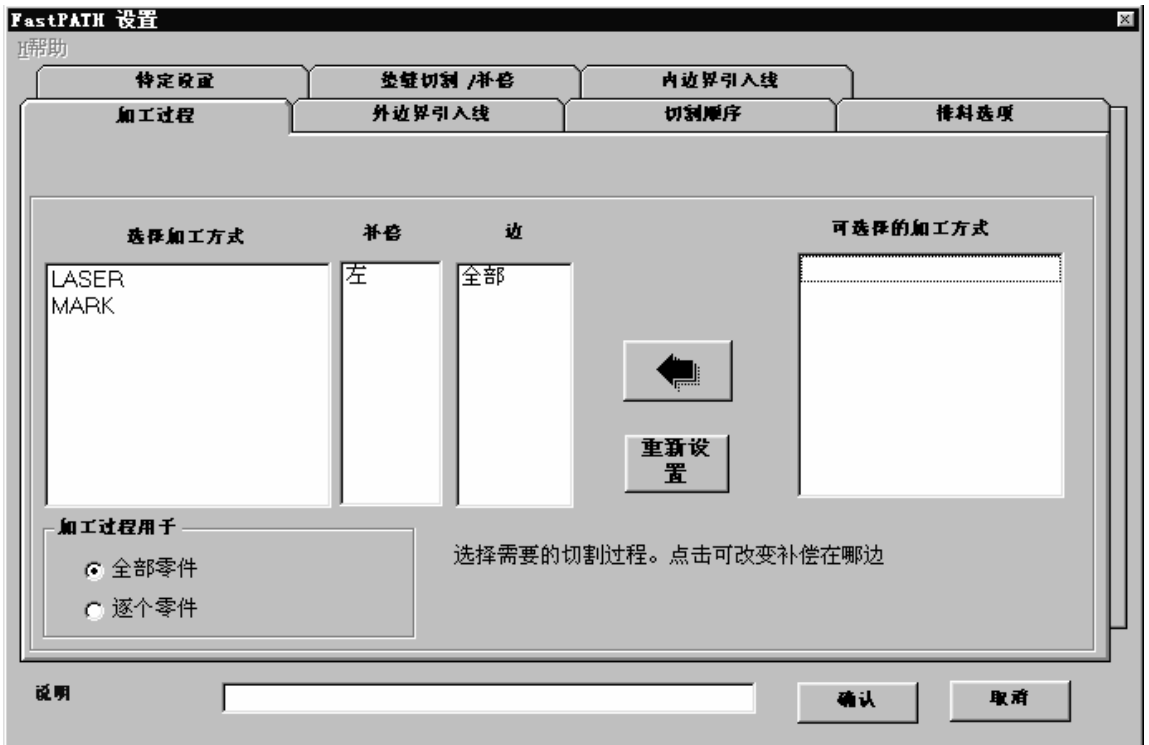 FastPATH 设置
H帮助
特定设置
垫缝切割 /补偿
内边界引入线
加工过程
外边界引入线
切割顺序
排料选项
选择加工方式
补偿
边
可选择的加工方式
LASER
MARK
左
全部
重新设
置
加工过程用于
全部零件
逐个零件
选择需要的切割过程。点击可改变补偿在哪边
说明
确认
取消